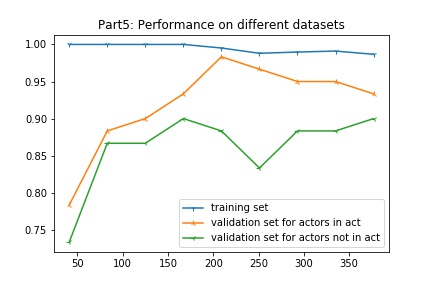 Part5: Performance on different datasets
1.00
0.95
0.90
0.85
0.80
0.75
training set
validation set for actors in act
validation set for actors not in act
50 100 150 200 250 300 350